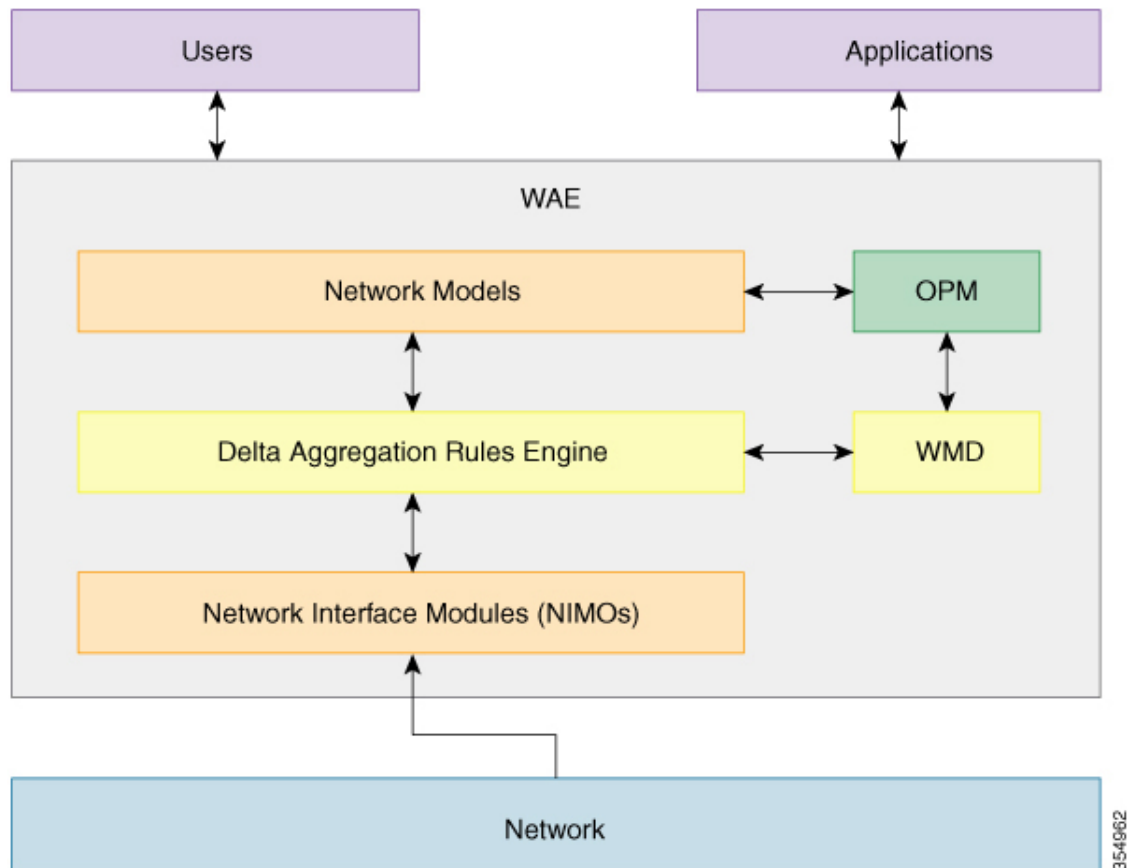 Users
Applications
WAE
Network Models
OPM
Delta Aggregation Rules Engine
WMD
Network Interface Modules (NIMOs)
Network
354962